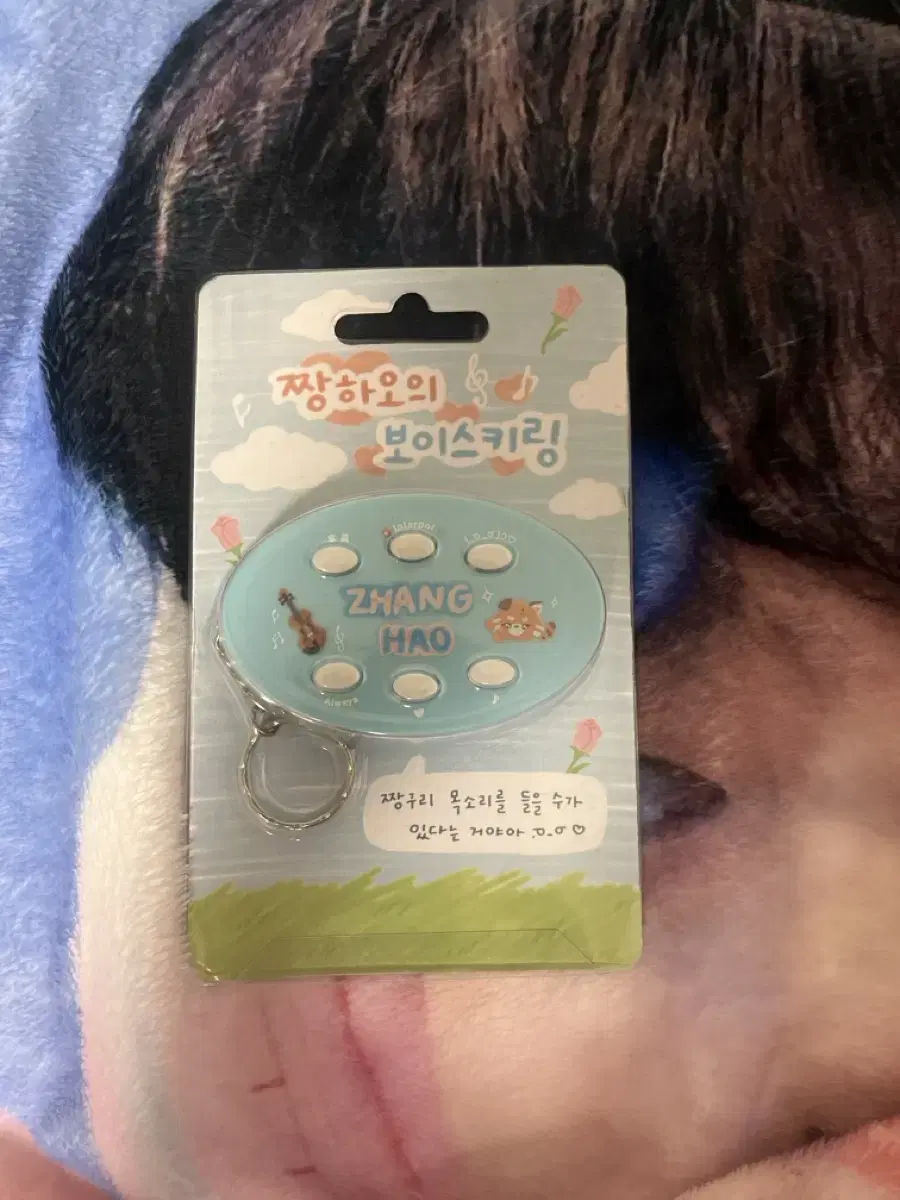 짱하오의
보이스키링
ZHANG
HAO
Always
짱구리 목소리를 들을 수가
있다는 거야아